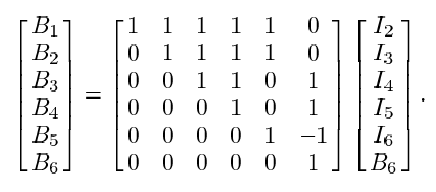 [B₁]   [1 1 1 1 1 0] [I₂]
[B₂]   [0 1 1 1 1 0] [I₃]
[B₃] = [0 0 1 1 0 1] [I₄]
[B₄]   [0 0 0 1 0 1] [I₅]
[B₅]   [0 0 0 0 1 −1] [I₆]
[B₆]   [0 0 0 0 0 1] [B₆] .